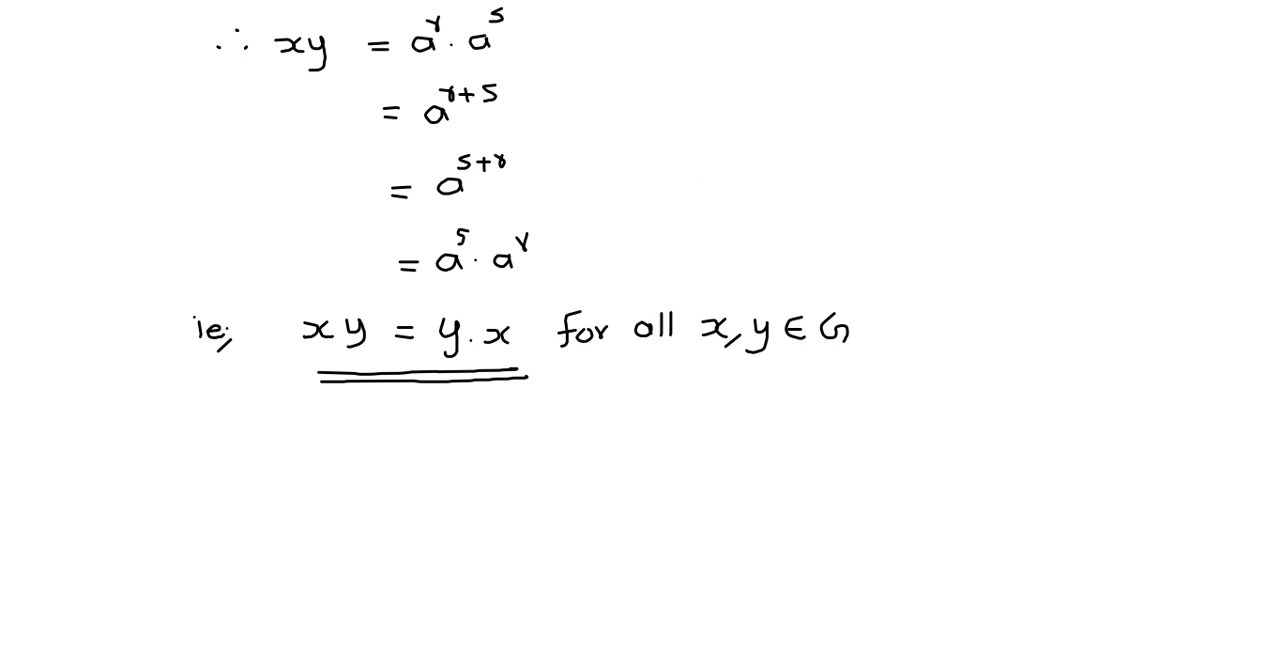 ∴ xy = a^r · a^s
= a^{r+s}
= a^{s+r}
= a^s · a^r
ie, xy = y·x for all x, y ∈ G